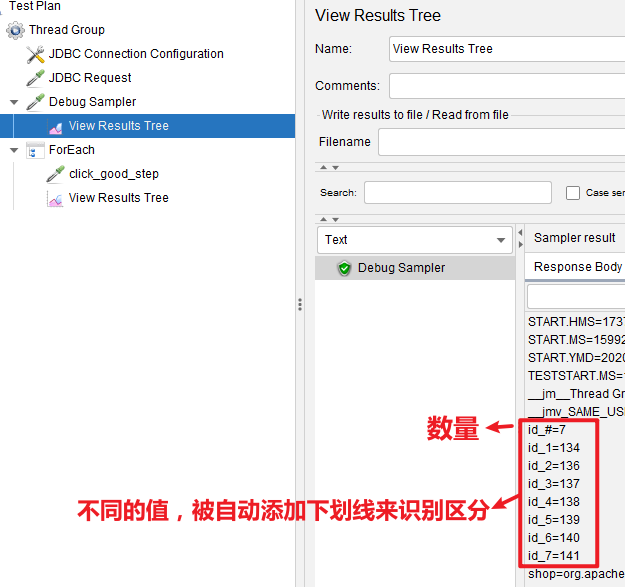 Test Plan
Thread Group
JDBC Connection Configuration
JDBC Request
Debug Sampler
View Results Tree
ForEach
click_good_step
View Results Tree
View Results Tree
Name:
View Results Tree
Comments:
Write results to file / Read from file
Filename
Search:
Case sen
Text
Debug Sampler
Sampler result
Response Body
START.HMS=173
START.MS=15992
START.YMD=2020
TESTSTART.MS=
__jm__Thread Gr
__jmv_SAME_US
id_#=7
id_1=134
id_2=136
id_3=137
id_4=138
id_5=139
id_6=140
id_7=141
shop=org.apache
数量
不同的值，被自动添加下划线来识别区分